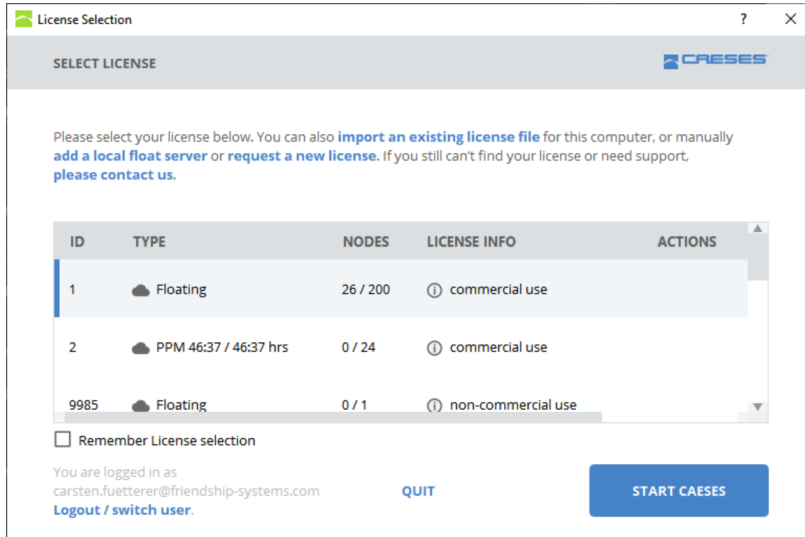 License Selection
SELECT LICENSE
CAESES
Please select your license below. You can also import an existing license file for this computer, or manually
add a local float server or request a new license. If you still can't find your license or need support,
please contact us.
ID TYPE NODES LICENSE INFO ACTIONS
1 Floating 26 / 200 commercial use
2 PPM 46:37 / 46:37 hrs 0 / 24 commercial use
9985 Floating 0 / 1 non-commercial use
Remember License selection
You are logged in as
carsten.fuetterer@friendship-systems.com
Logout / switch user.
QUIT
START CAESES